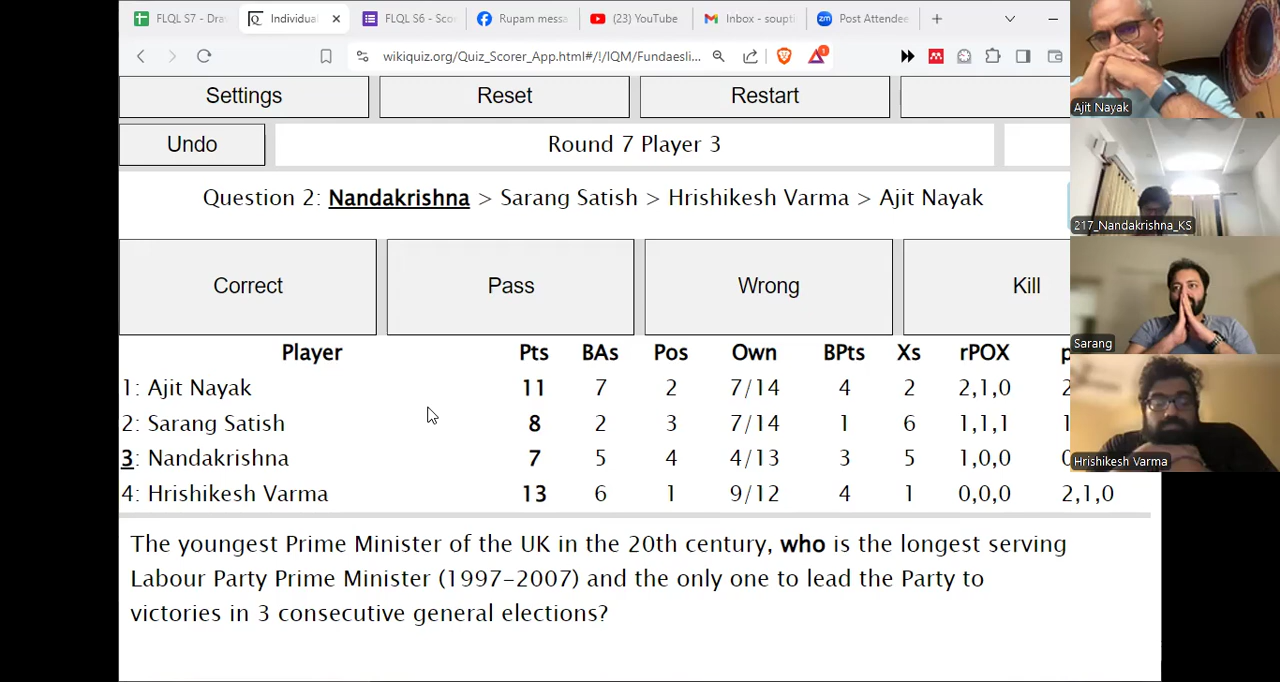 FLQL S7 - Dra
Individual
FLQL S6 - Sco
Rupam messa
(23) YouTube
Inbox - soupti
Post Attendee
wikiquiz.org/Quiz_Scorer_App.html#/!/IQM/Fundaesli...
1
Settings Reset Restart
Undo Round 7 Player 3
Question 2: Nandakrishna > Sarang Satish > Hrishikesh Varma > Ajit Nayak
Correct Pass Wrong Kill
Player Pts BAs Pos Own BPts Xs rPOX p
1: Ajit Nayak 11 7 2 7/14 4 2 2,1,0 2
2: Sarang Satish 8 2 3 7/14 1 6 1,1,1 1
3: Nandakrishna 7 5 4 4/13 3 5 1,0,0 0
4: Hrishikesh Varma 13 6 1 9/12 4 1 0,0,0 2,1,0
The youngest Prime Minister of the UK in the 20th century, who is the longest serving
Labour Party Prime Minister (1997-2007) and the only one to lead the Party to
victories in 3 consecutive general elections?
Ajit Nayak
217_Nandakrishna_KS
Sarang
Hrishikesh Varma